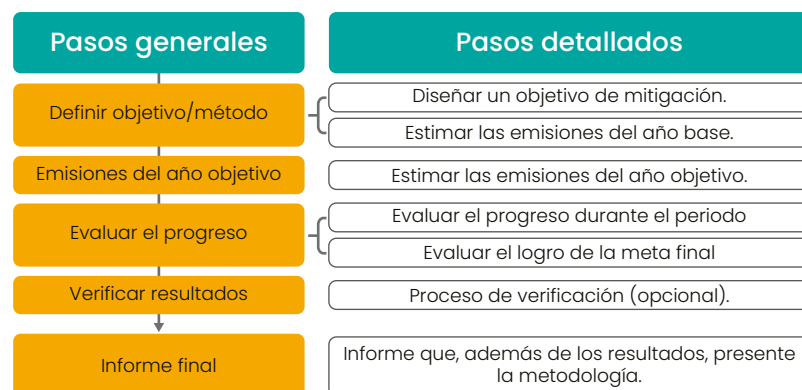 Pasos generales
Pasos detallados
Definir objetivo/método
Diseñar un objetivo de mitigación.
Estimar las emisiones del año base.
Emisiones del año objetivo
Estimar las emisiones del año objetivo.
Evaluar el progreso
Evaluar el progreso durante el periodo
Evaluar el logro de la meta final
Verificar resultados
Proceso de verificación (opcional).
Informe final
Informe que, además de los resultados, presente
la metodología.